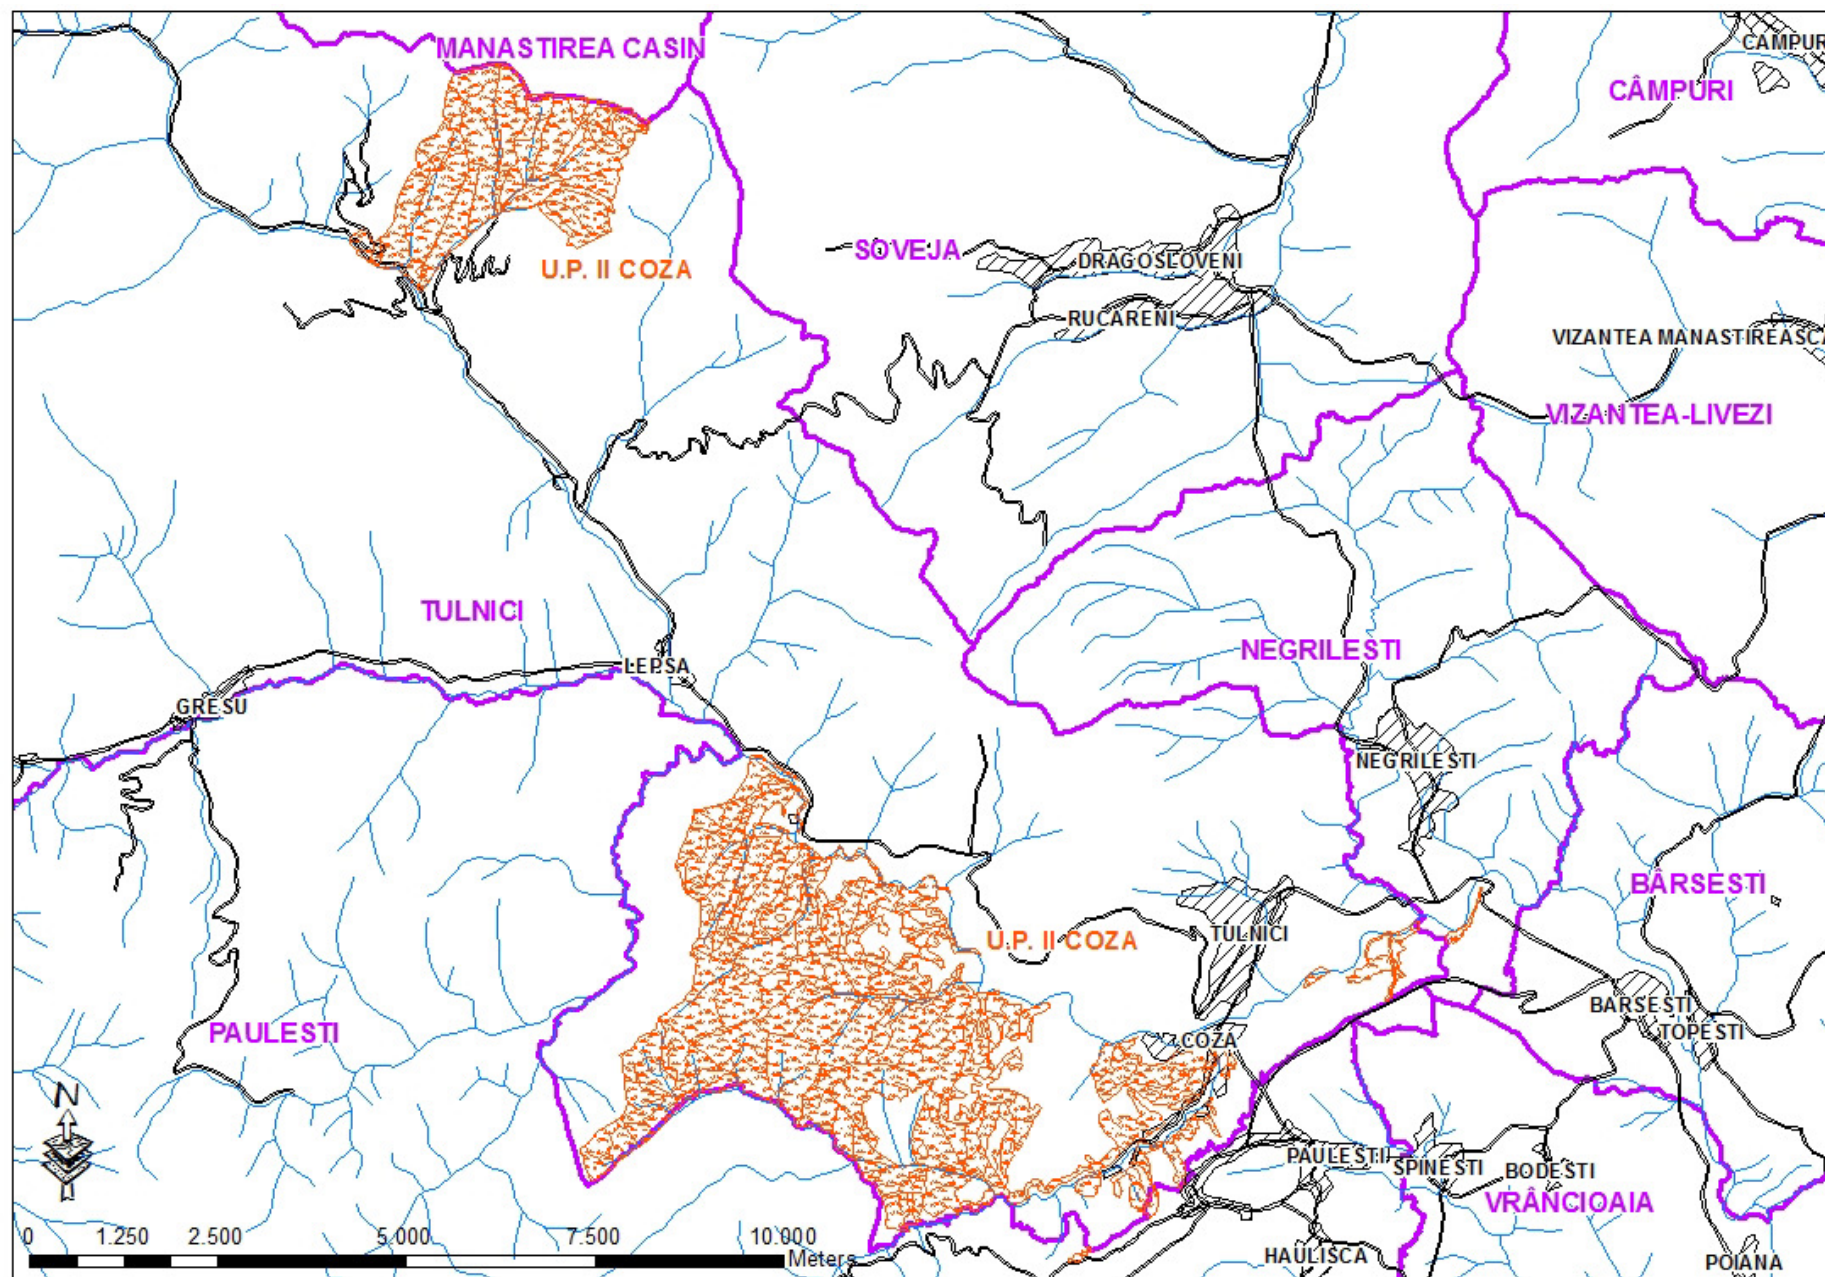 CAMPUR
MANASTIREA CASIN
CÂMPURI
SOVEJA
DRAGOSLOVENI
U.P. II COZA
RUCARENI
VIZANTEA MANASTIREASCA
VIZANTEA-LIVEZI
TULNICI
NEGRILESTI
LEPSA
GRESU
NEGRILESTI
BÂRSESTI
TULNICI
U.P. II COZA
BARSESTI
PAULESTI
COZA
TOPESTI
N
PAULESTI
SPINESTI
BODESTI
VRÂNCIOAIA
0 1.250 2.500 5.000 7.500 10.000
Meters
HAULISCA
POIANA